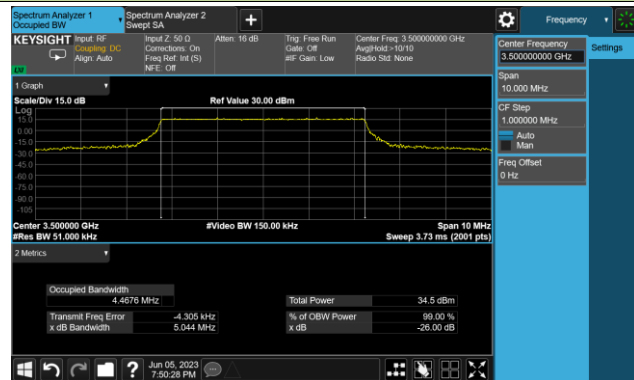 Spectrum Analyzer 1
Occupied BW
Spectrum Analyzer 2
Swept SA
Frequency
KEYSIGHT
Input: RF
Coupling: DC
Align: Auto
Input Z: 50 Ω
Corrections: On
Freq Ref: Int (S)
NFE: Off
Atten: 16 dB
Trig: Free Run
Gate: Off
#IF Gain: Low
Center Freq: 3.500000000 GHz
Avg|Hold:>10/10
Radio Std: None
Center Frequency
3.500000000 GHz
Settings
Span
10.000 MHz
CF Step
1.000000 MHz
Auto
Man
Freq Offset
0 Hz
1 Graph
Scale/Div 15.0 dB
Ref Value 30.00 dBm
Log
15.0
0.00
-15.0
-30.0
-45.0
-60.0
-75.0
-90.0
-105
Center 3.500000 GHz
#Video BW 150.00 kHz
Span 10 MHz
#Res BW 51.000 kHz
Sweep 3.73 ms (2001 pts)
2 Metrics
Occupied Bandwidth
4.4676 MHz
Total Power
34.5 dBm
Transmit Freq Error
-4.305 kHz
% of OBW Power
99.00 %
x dB Bandwidth
5.044 MHz
x dB
-26.00 dB
?
Jun 05, 2023
7:50:28 PM